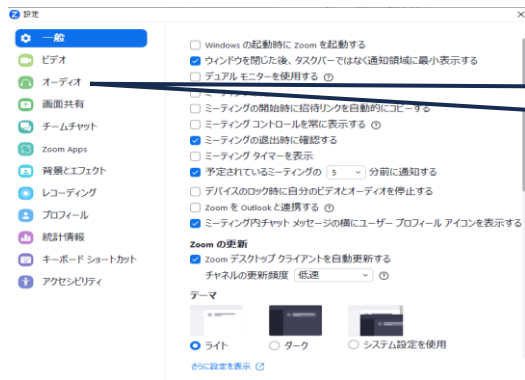 設定
一般
ビデオ
オーディオ
画面共有
チームチャット
Zoom Apps
背景とエフェクト
レコーディング
プロフィール
統計情報
キーボード ショートカット
アクセシビリティ
Windows の起動時に Zoom を起動する
ウィンドウを閉じた後、タスクバーではなく通知領域に最小表示する
デュアル モニターを使用する
ミーティングの開始時に招待リンクを自動的にコピーする
ミーティング コントロールを常に表示する
ミーティングの退出時に確認する
ミーティング タイマーを表示
予定されているミーティングの 5 分前に通知する
デバイスのロック時に自分のビデオとオーディオを停止する
Zoom を Outlook と連携する
ミーティング内チャット メッセージの横にユーザー プロフィール アイコンを表示する
Zoom の更新
Zoom デスクトップ クライアントを自動更新する
チャネルの更新頻度 低速
テーマ
ライト ダーク システム設定を使用
さらに設定を表示